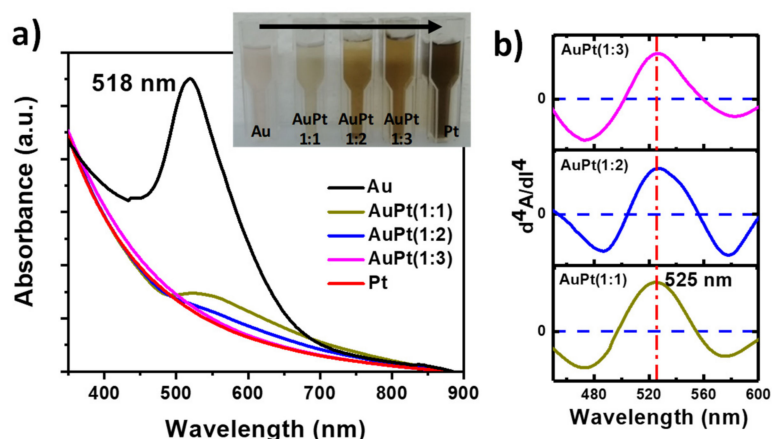 a)
518 nm
Au
AuPt
1:1
AuPt
1:2
AuPt
1:3
Pt
Au
AuPt(1:1)
AuPt(1:2)
AuPt(1:3)
Pt
Absorbance (a.u.)
400 500 600 700 800 900
Wavelength (nm)
b)
AuPt(1:3)
0
AuPt(1:2)
0
AuPt(1:1)
525 nm
0
d⁴A/dl⁴
480 520 560 600
Wavelength (nm)